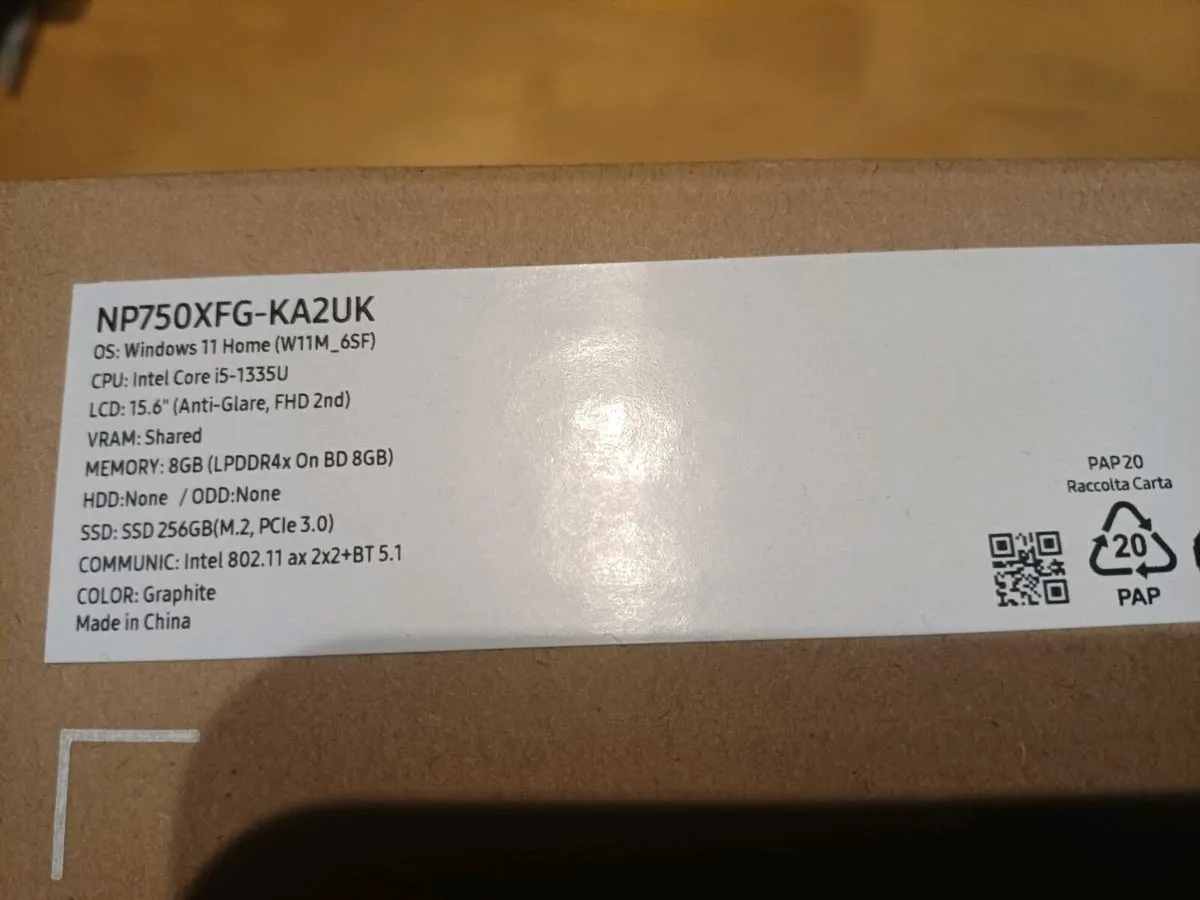 NP750XFG-KA2UK
OS: Windows 11 Home (W11M_6SF)
CPU: Intel Core i5-1335U
LCD: 15.6" (Anti-Glare, FHD 2nd)
VRAM: Shared
MEMORY: 8GB (LPDDR4x On BD 8GB)
HDD:None / ODD:None
SSD: SSD 256GB(M.2, PCIe 3.0)
COMMUNIC: Intel 802.11 ax 2x2+BT 5.1
COLOR: Graphite
Made in China
PAP 20
Raccolta Carta
20
PAP